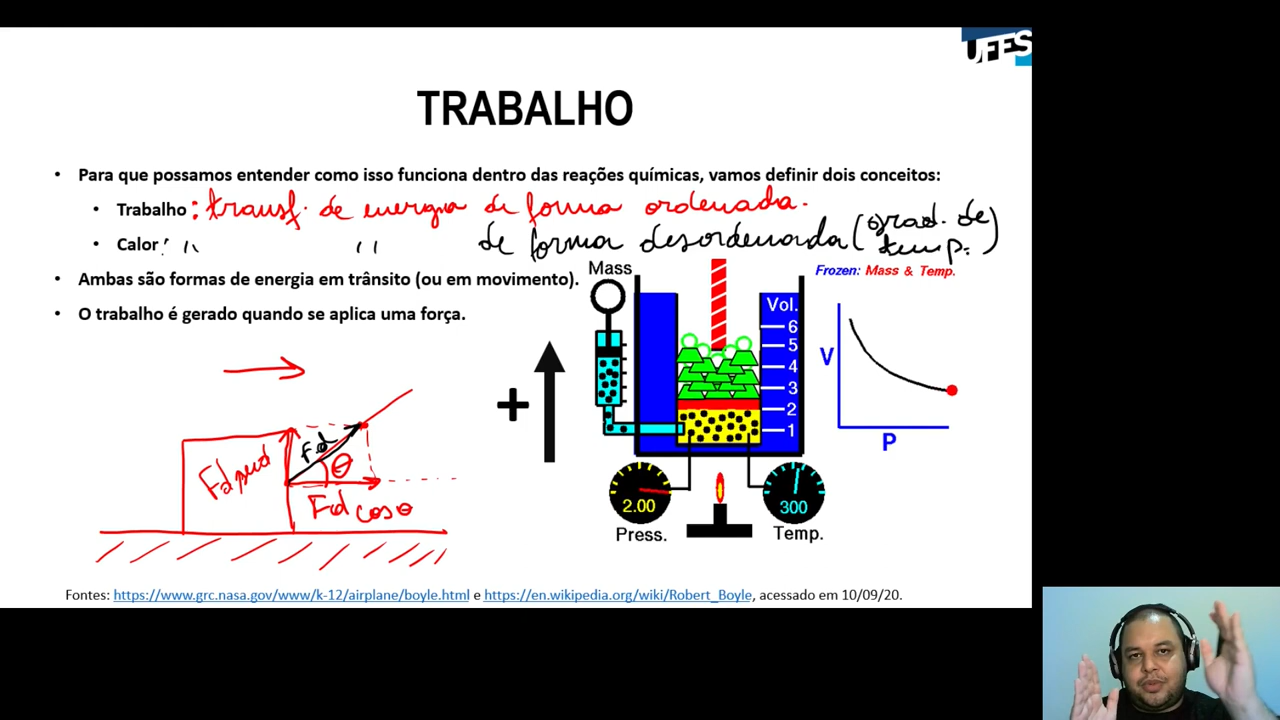 UFES
TRABALHO
• Para que possamos entender como isso funciona dentro das reações químicas, vamos definir dois conceitos:
• Trabalho : transf. de energia de forma ordenada.
• Calor : " " de forma desordenada (grad. de temp.)
• Ambas são formas de energia em trânsito (ou em movimento).
• O trabalho é gerado quando se aplica uma força.
Mass
Frozen: Mass & Temp.
Vol.
6
5
4
3
2
1
V
P
+
Fd
θ
Fd cos θ
2.00
300
Press.
Temp.
Fontes: https://www.grc.nasa.gov/www/k-12/airplane/boyle.html e https://en.wikipedia.org/wiki/Robert_Boyle, acessado em 10/09/20.